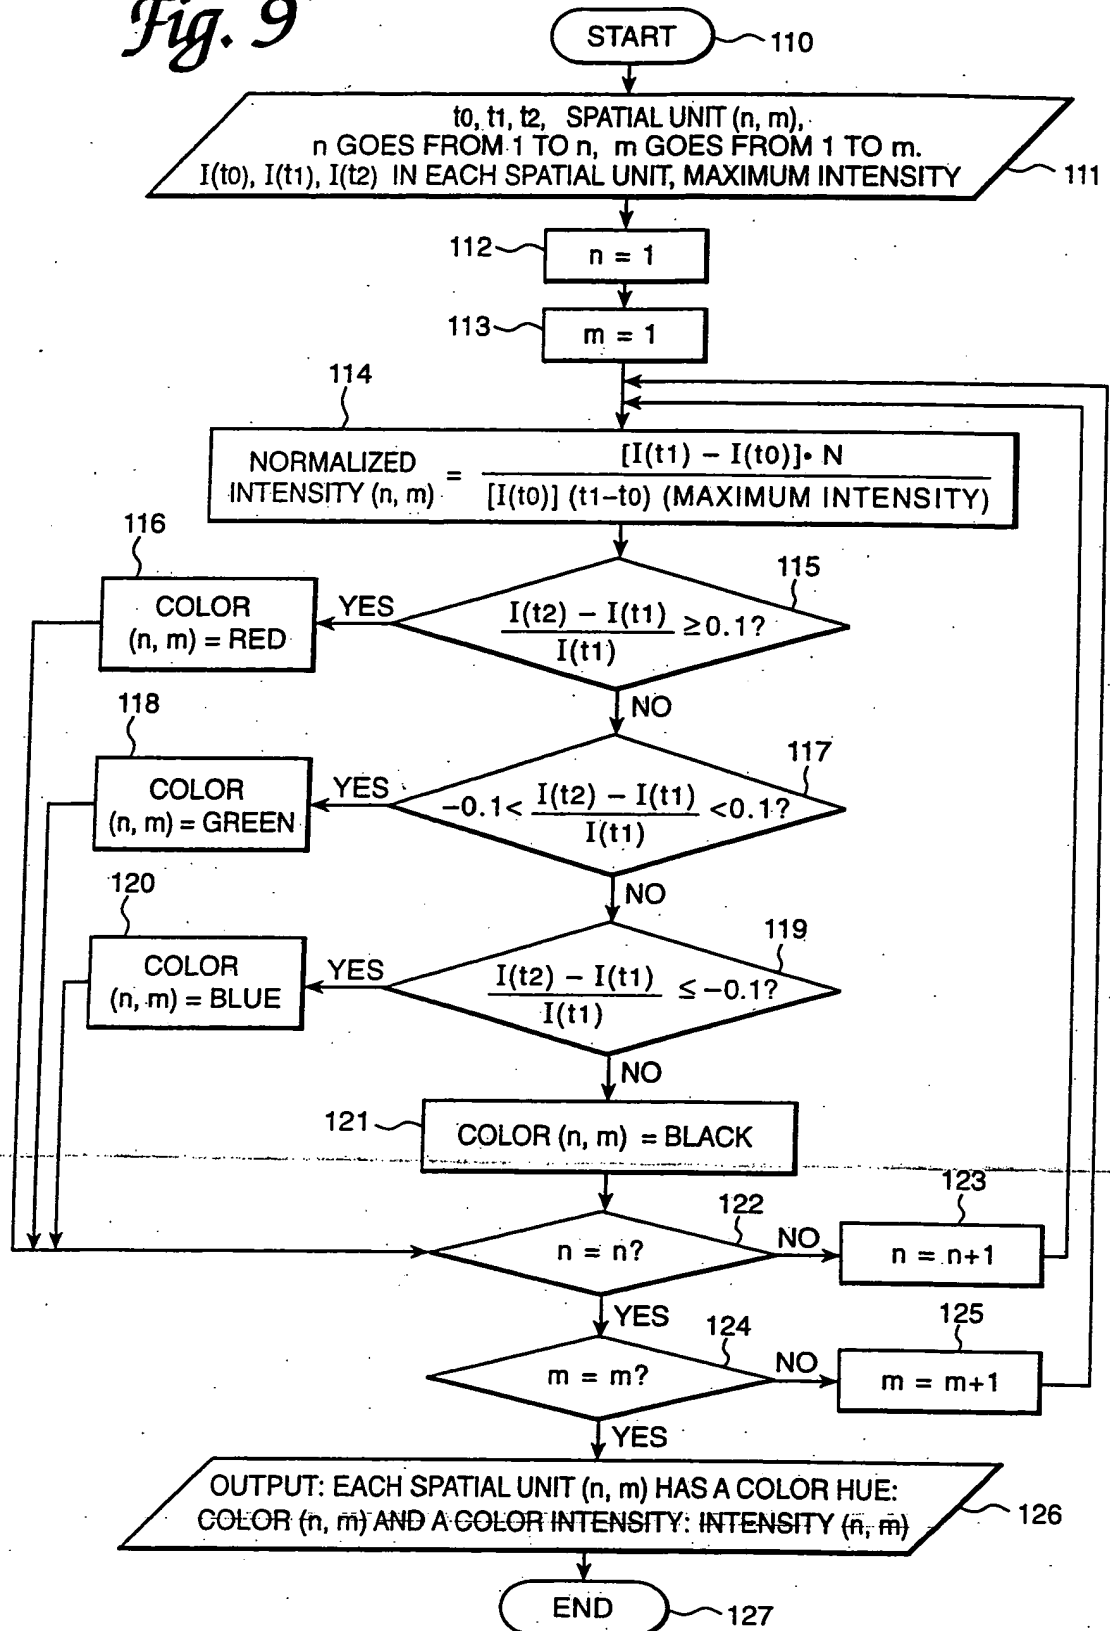 Fig. 9
START
110
t0, t1, t2, SPATIAL UNIT (n, m),
n GOES FROM 1 TO n, m GOES FROM 1 TO m.
I(t0), I(t1), I(t2) IN EACH SPATIAL UNIT, MAXIMUM INTENSITY
111
112
n = 1
113
m = 1
114
NORMALIZED
INTENSITY (n, m)
=
[I(t1) – I(t0)]• N
[I(t0)] (t1–t0) (MAXIMUM INTENSITY)
115
I(t2) – I(t1)
I(t1)
≥0.1?
YES
116
COLOR
(n, m) = RED
NO
117
–0.1<
I(t2) – I(t1)
I(t1)
<0.1?
YES
118
COLOR
(n, m) = GREEN
NO
119
I(t2) – I(t1)
I(t1)
≤–0.1?
YES
120
COLOR
(n, m) = BLUE
NO
121
COLOR (n, m) = BLACK
122
n = n?
NO
123
n = n+1
YES
124
m = m?
NO
125
m = m+1
YES
OUTPUT: EACH SPATIAL UNIT (n, m) HAS A COLOR HUE:
COLOR (n, m) AND A COLOR INTENSITY: INTENSITY (n, m)
126
END
127